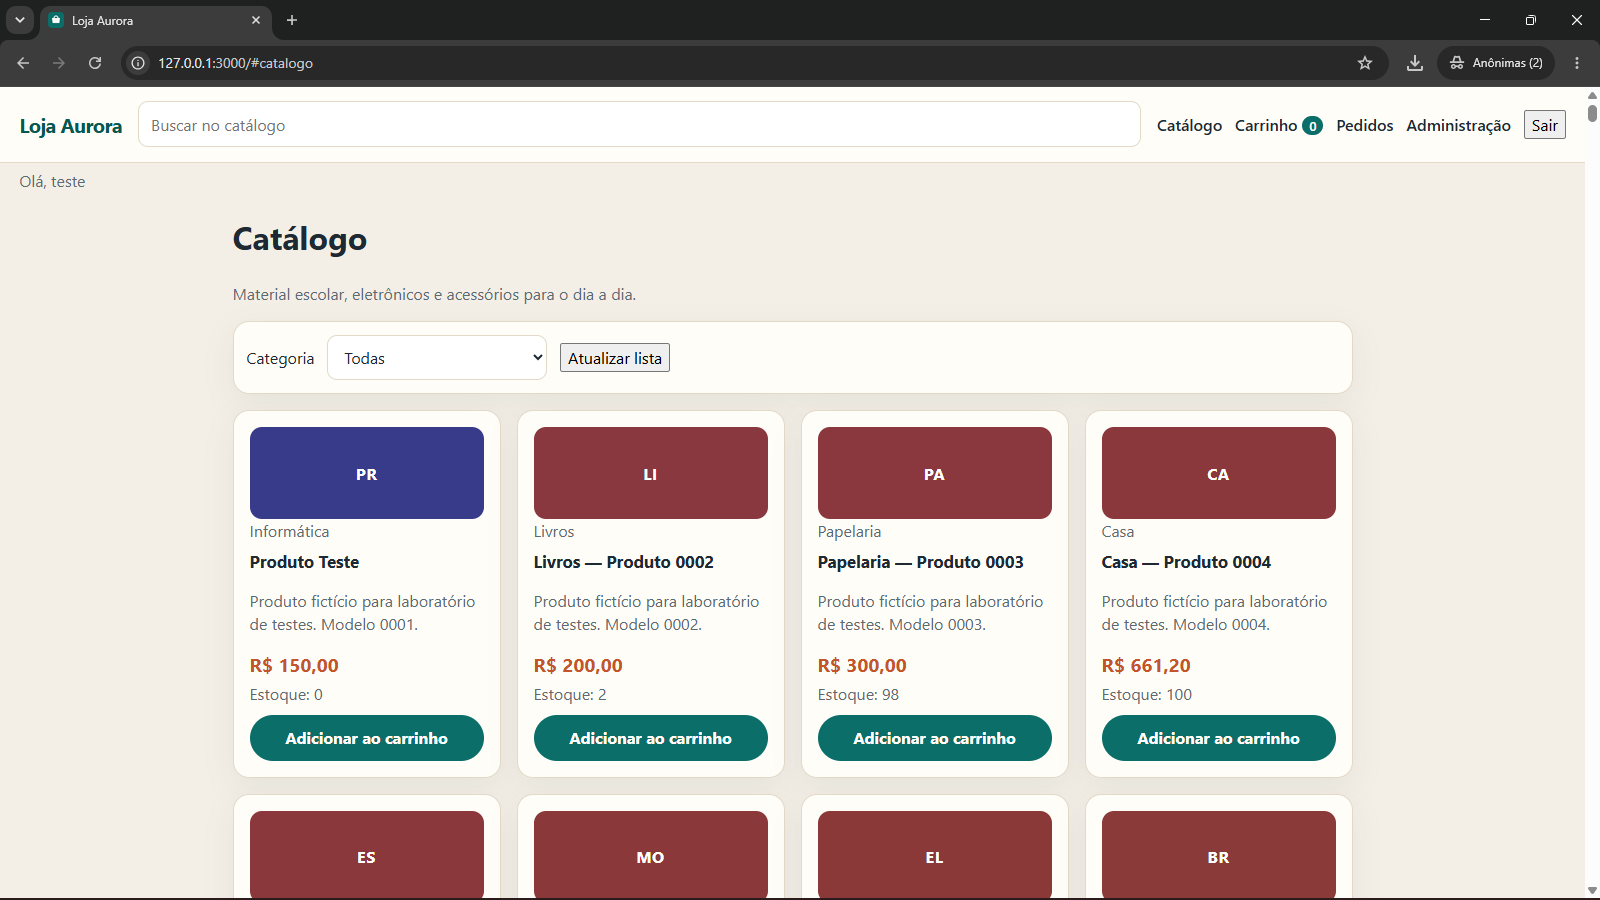 Loja Aurora
127.0.0.1:3000/#catalogo
Anônimas (2)
Loja Aurora
Buscar no catálogo
Catálogo
Carrinho 0
Pedidos
Administração
Sair
Olá, teste
Catálogo
Material escolar, eletrônicos e acessórios para o dia a dia.
Categoria
Todas
Atualizar lista
PR
Informática
Produto Teste
Produto fictício para laboratório
de testes. Modelo 0001.
R$ 150,00
Estoque: 0
Adicionar ao carrinho
LI
Livros
Livros — Produto 0002
Produto fictício para laboratório
de testes. Modelo 0002.
R$ 200,00
Estoque: 2
Adicionar ao carrinho
PA
Papelaria
Papelaria — Produto 0003
Produto fictício para laboratório
de testes. Modelo 0003.
R$ 300,00
Estoque: 98
Adicionar ao carrinho
CA
Casa
Casa — Produto 0004
Produto fictício para laboratório
de testes. Modelo 0004.
R$ 661,20
Estoque: 100
Adicionar ao carrinho
ES
MO
EL
BR